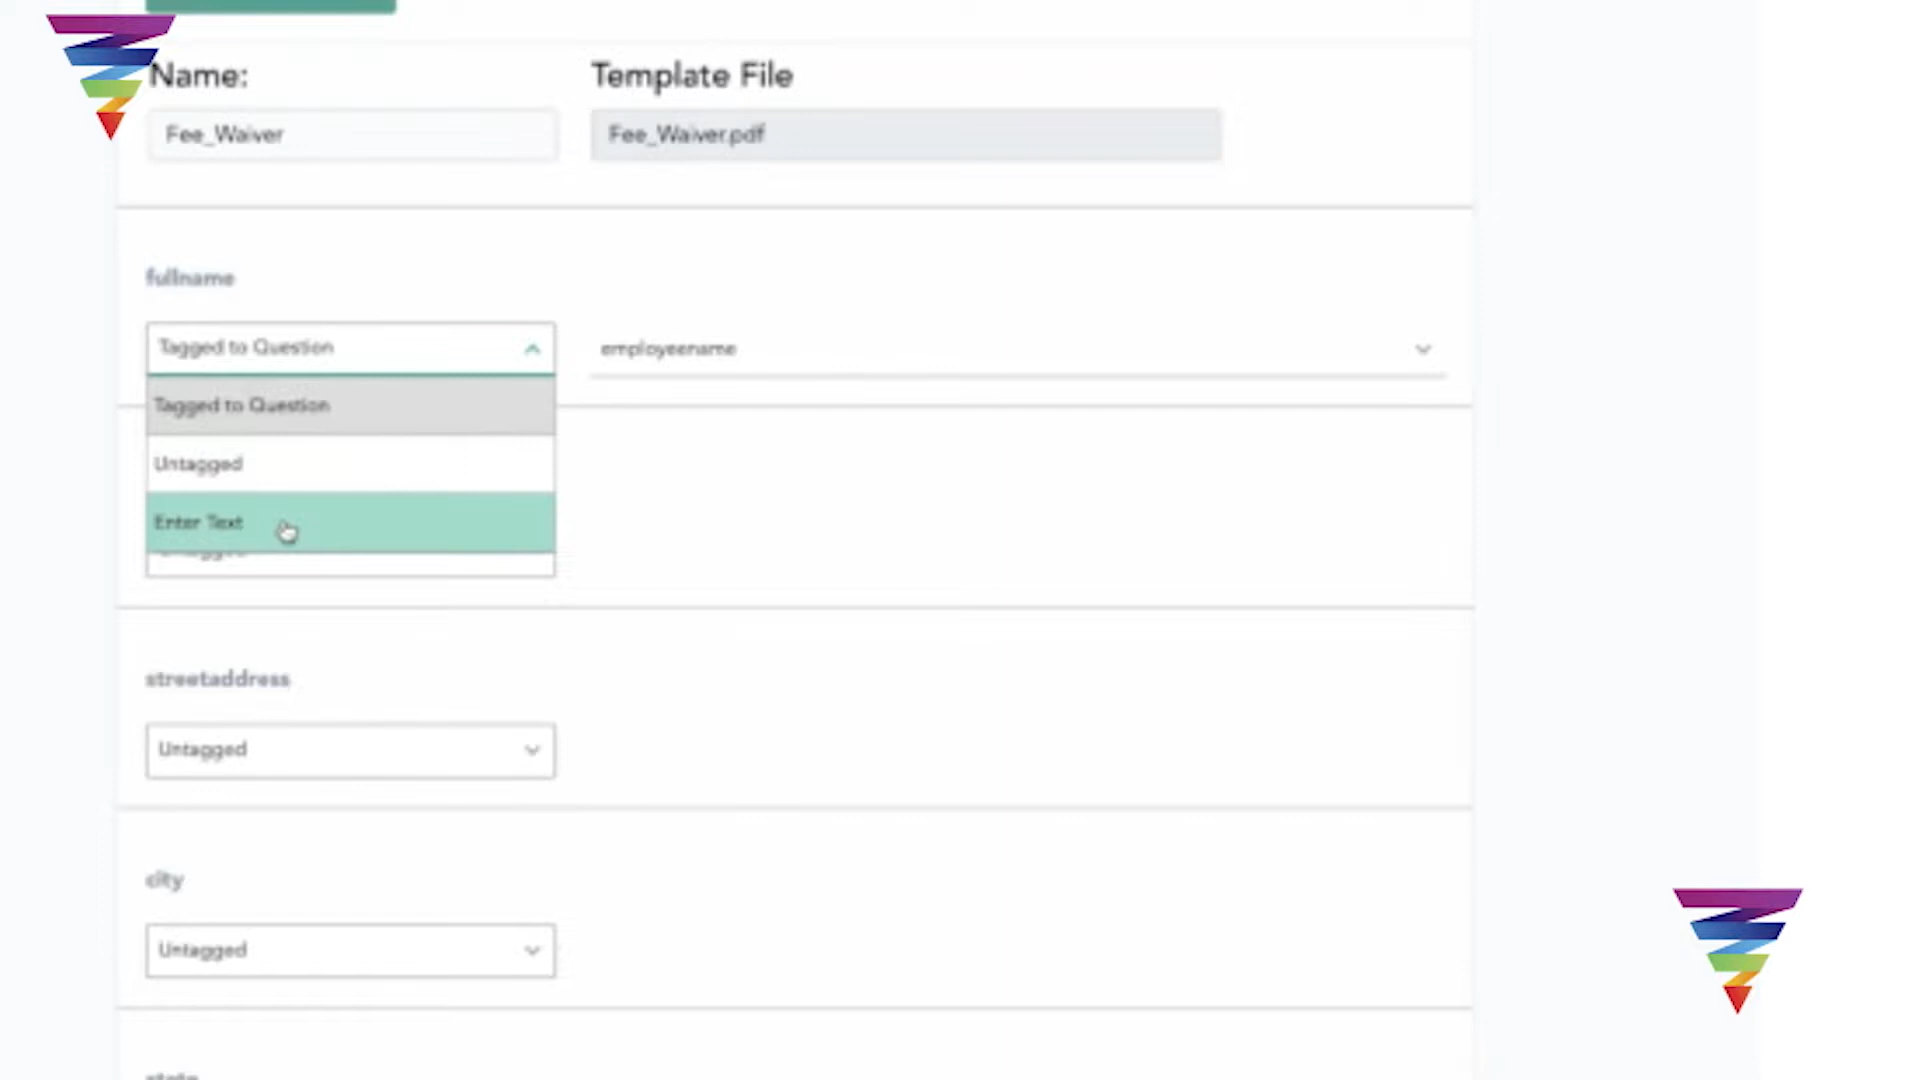 Name:
Template File
Fee_Waiver
Fee_Waiver.pdf
fullname
Tagged to Question
employeename
Tagged to Question
Untagged
Enter Text
streetaddress
Untagged
city
Untagged